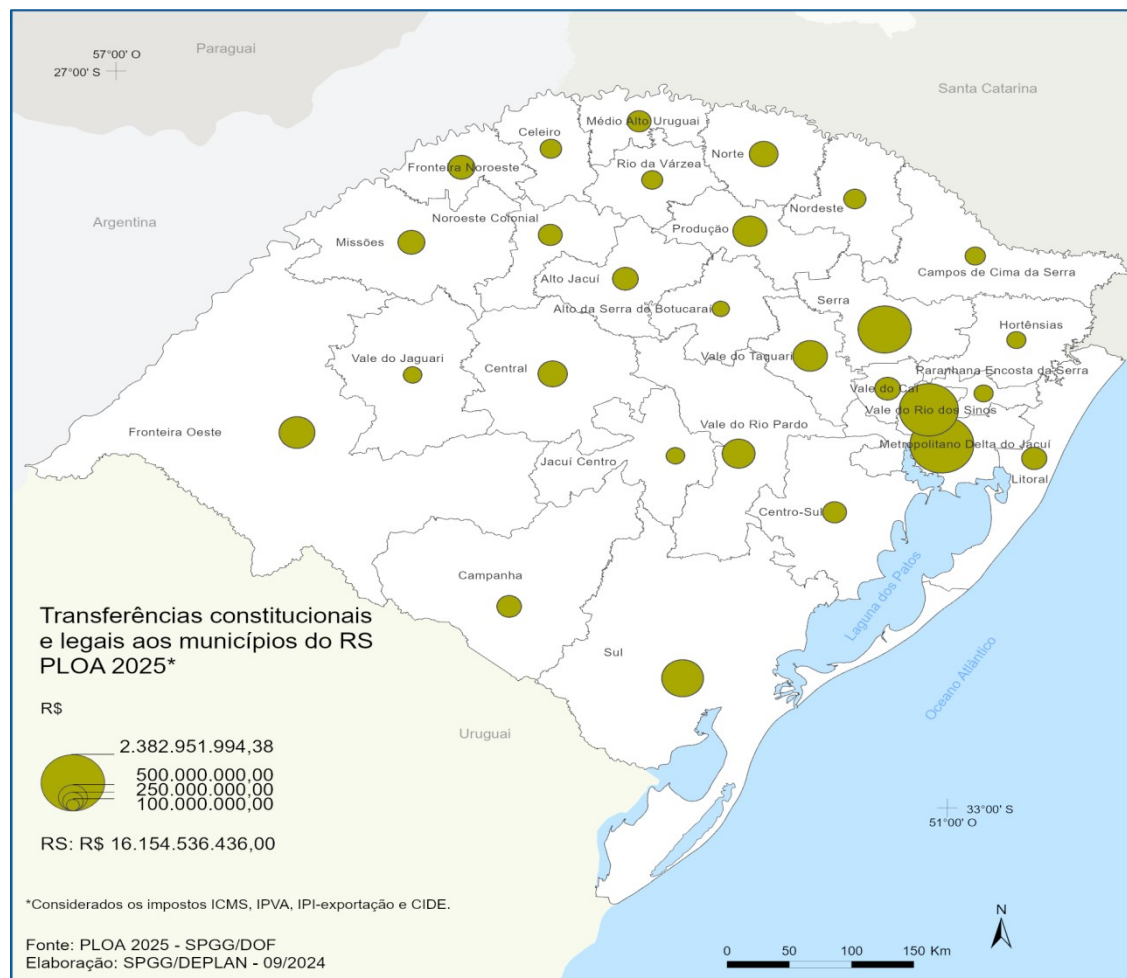 Paraguai
57°00' O
27°00' S
Santa Catarina
Médio Alto Uruguai
Celeiro
Norte
Rio da Várzea
Fronteira Noroeste
Nordeste
Argentina
Noroeste Colonial
Produção
Missões
Campos de Cima da Serra
Alto Jacuí
Serra
Alto da Serra do Botucaraí
Hortênsias
Vale do Jaguari
Central
Vale do Taquari
Paranhana Encosta da Serra
Vale do Caí
Vale do Rio dos Sinos
Vale do Rio Pardo
Fronteira Oeste
Metropolitano Delta do Jacuí
Jacuí Centro
Litoral
Centro-Sul
Campanha
Laguna dos Patos
Sul
Oceano Atlântico
Uruguai
Transferências constitucionais
e legais aos municípios do RS
PLOA 2025*
R$
2.382.951.994,38
500.000.000,00
250.000.000,00
100.000.000,00
RS: R$ 16.154.536.436,00
33°00' S
51°00' O
*Considerados os impostos ICMS, IPVA, IPI-exportação e CIDE.
Fonte: PLOA 2025 - SPGG/DOF
Elaboração: SPGG/DEPLAN - 09/2024
N
0 50 100 150 Km